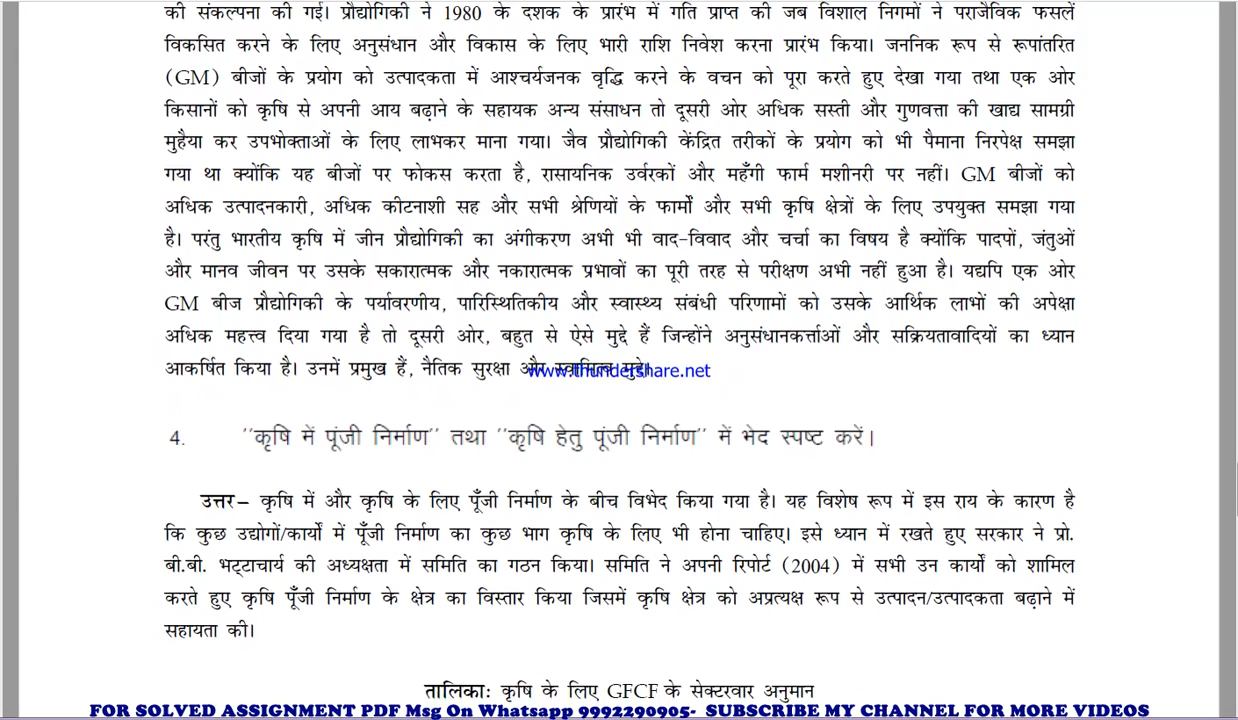 की संकल्पना की गई। प्रौद्योगिकी ने 1980 के दशक के प्रारंभ में गति प्राप्त की जब विशाल निगमों ने पराजैविक फसलें
विकसित करने के लिए अनुसंधान और विकास के लिए भारी राशि निवेश करना प्रारंभ किया। जननिक रूप से रूपांतरित
(GM) बीजों के प्रयोग को उत्पादकता में आश्चर्यजनक वृद्धि करने के वचन को पूरा करते हुए देखा गया तथा एक ओर
किसानों को कृषि से अपनी आय बढ़ाने के सहायक अन्य संसाधन तो दूसरी ओर अधिक सस्ती और गुणवत्ता की खाद्य सामग्री
मुहैया कर उपभोक्ताओं के लिए लाभकर माना गया। जैव प्रौद्योगिकी केंद्रित तरीकों के प्रयोग को भी पैमाना निरपेक्ष समझा
गया था क्योंकि यह बीजों पर फोकस करता है, रासायनिक उर्वरकों और महँगी फार्म मशीनरी पर नहीं। GM बीजों को
अधिक उत्पादनकारी, अधिक कीटनाशी सह और सभी श्रेणियों के फार्मों और सभी कृषि क्षेत्रों के लिए उपयुक्त समझा गया
है। परंतु भारतीय कृषि में जीन प्रौद्योगिकी का अंगीकरण अभी भी वाद-विवाद और चर्चा का विषय है क्योंकि पादपों, जंतुओं
और मानव जीवन पर उसके सकारात्मक और नकारात्मक प्रभावों का पूरी तरह से परीक्षण अभी नहीं हुआ है। यद्यपि एक ओर
GM बीज प्रौद्योगिकी के पर्यावरणीय, पारिस्थितिकीय और स्वास्थ्य संबंधी परिणामों को उसके आर्थिक लाभों की अपेक्षा
अधिक महत्त्व दिया गया है तो दूसरी ओर, बहुत से ऐसे मुद्दे हैं जिन्होंने अनुसंधानकर्त्ताओं और सक्रियतावादियों का ध्यान
आकर्षित किया है। उनमें प्रमुख हैं, नैतिक सुरक्षा और स्वामित्व मुद्दे।
www.thundershare.net
4. "कृषि में पूंजी निर्माण" तथा "कृषि हेतु पूंजी निर्माण" में भेद स्पष्ट करें।
उत्तर– कृषि में और कृषि के लिए पूँजी निर्माण के बीच विभेद किया गया है। यह विशेष रूप में इस राय के कारण है
कि कुछ उद्योगों/कार्यों में पूँजी निर्माण का कुछ भाग कृषि के लिए भी होना चाहिए। इसे ध्यान में रखते हुए सरकार ने प्रो.
बी.बी. भट्टाचार्य की अध्यक्षता में समिति का गठन किया। समिति ने अपनी रिपोर्ट (2004) में सभी उन कार्यों को शामिल
करते हुए कृषि पूँजी निर्माण के क्षेत्र का विस्तार किया जिसमें कृषि क्षेत्र को अप्रत्यक्ष रूप से उत्पादन/उत्पादकता बढ़ाने में
सहायता की।
तालिका: कृषि के लिए GFCF के सेक्टरवार अनुमान
FOR SOLVED ASSIGNMENT PDF Msg On Whatsapp 9992290905- SUBSCRIBE MY CHANNEL FOR MORE VIDEOS